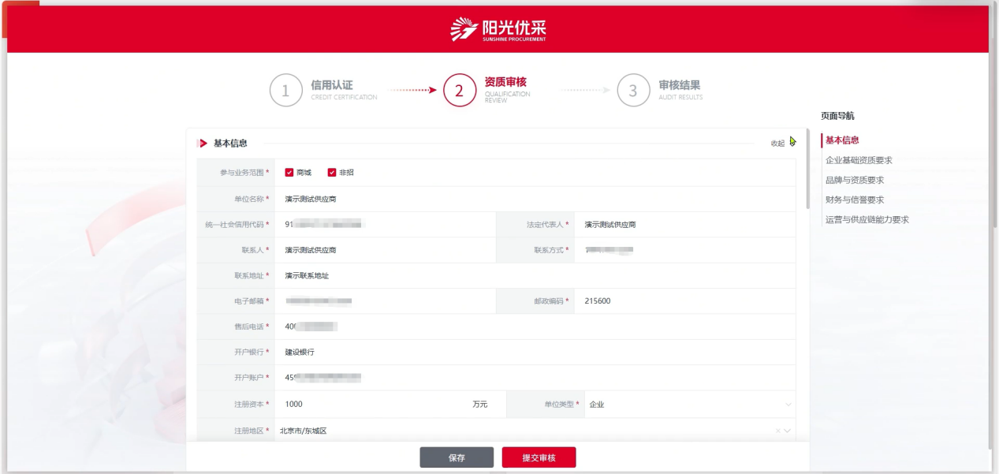 阳光优采
SUNSHINE PROCUREMENT
1 信用认证 CREDIT CERTIFICATION
2 资质审核 QUALIFICATION REVIEW
3 审核结果 AUDIT RESULTS
页面导航
基本信息
企业基础资质要求
品牌与资质要求
财务与信誉要求
运营与供应链能力要求
基本信息 收起
参与业务范围* 商城 非招
单位名称* 演示测试供应商
统一社会信用代码* 91 法定代表人* 演示测试供应商
联系人* 演示测试供应商 联系方式*
联系地址* 演示联系地址
电子邮箱* 邮政编码* 215600
售后电话* 40
开户银行* 建设银行
开户账户* 45
注册资本* 1000 万元 单位类型* 企业
注册地区* 北京市/东城区
保存 提交审核